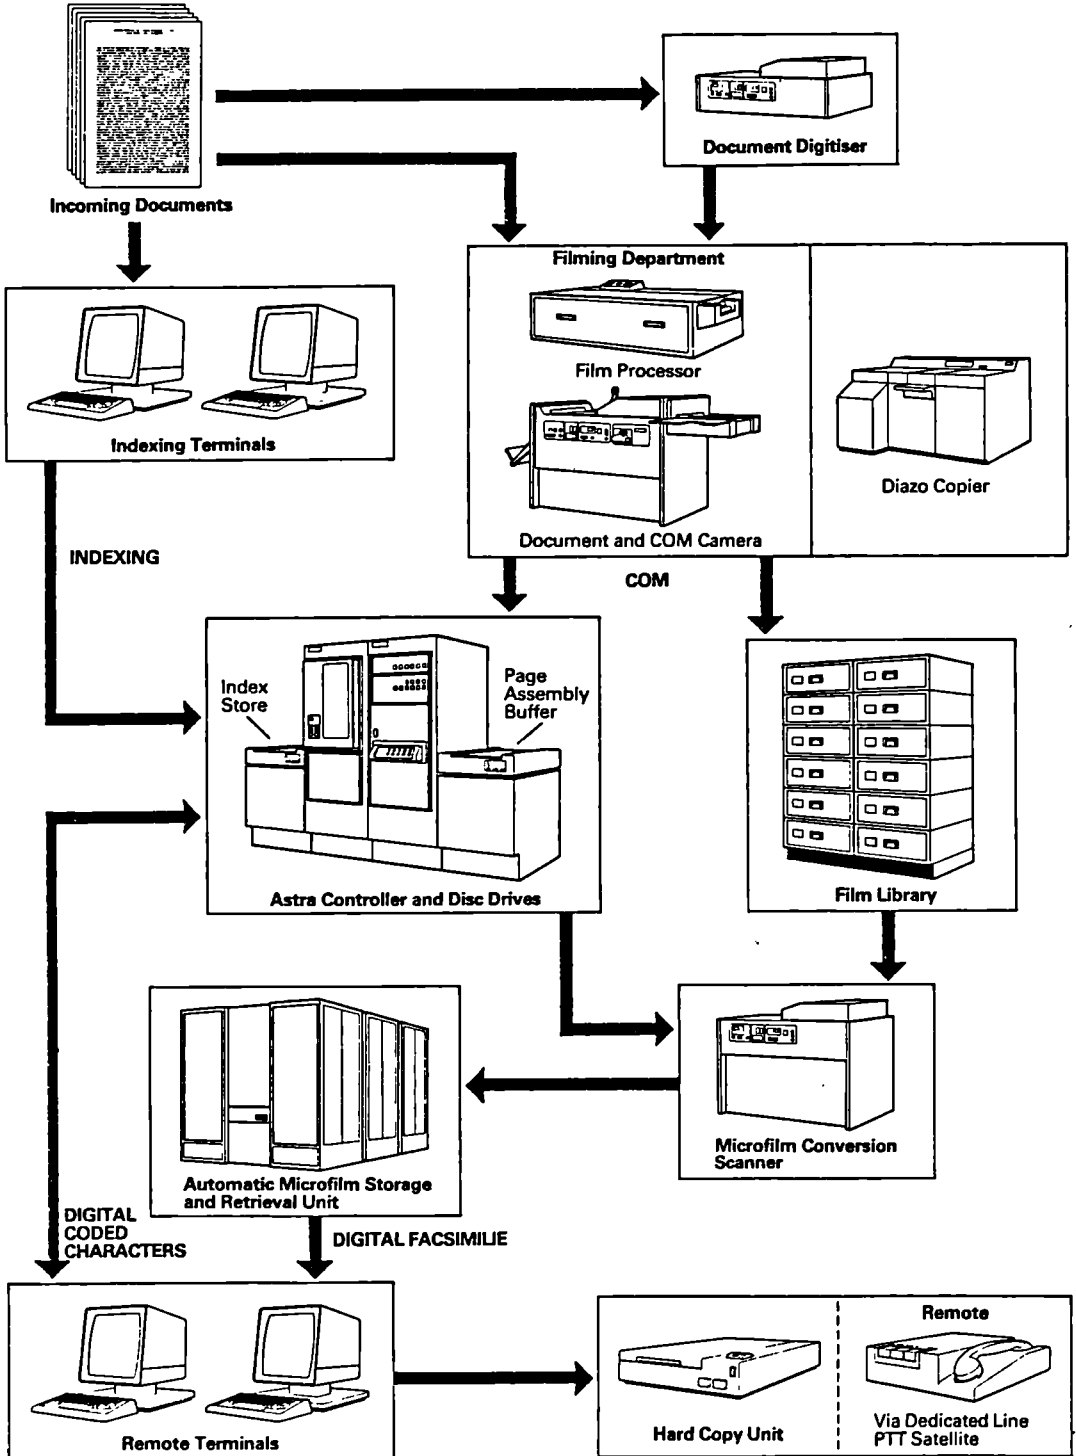 Incoming Documents
Document Digitiser
Filming Department
Film Processor
Document and COM Camera
Diazo Copier
Indexing Terminals
INDEXING
COM
Index
Store
Page
Assembly
Buffer
Astra Controller and Disc Drives
Film Library
Microfilm Conversion
Scanner
Automatic Microfilm Storage
and Retrieval Unit
DIGITAL
CODED
CHARACTERS
DIGITAL FACSIMILIE
Remote Terminals
Hard Copy Unit
Remote
Via Dedicated Line
PTT Satellite